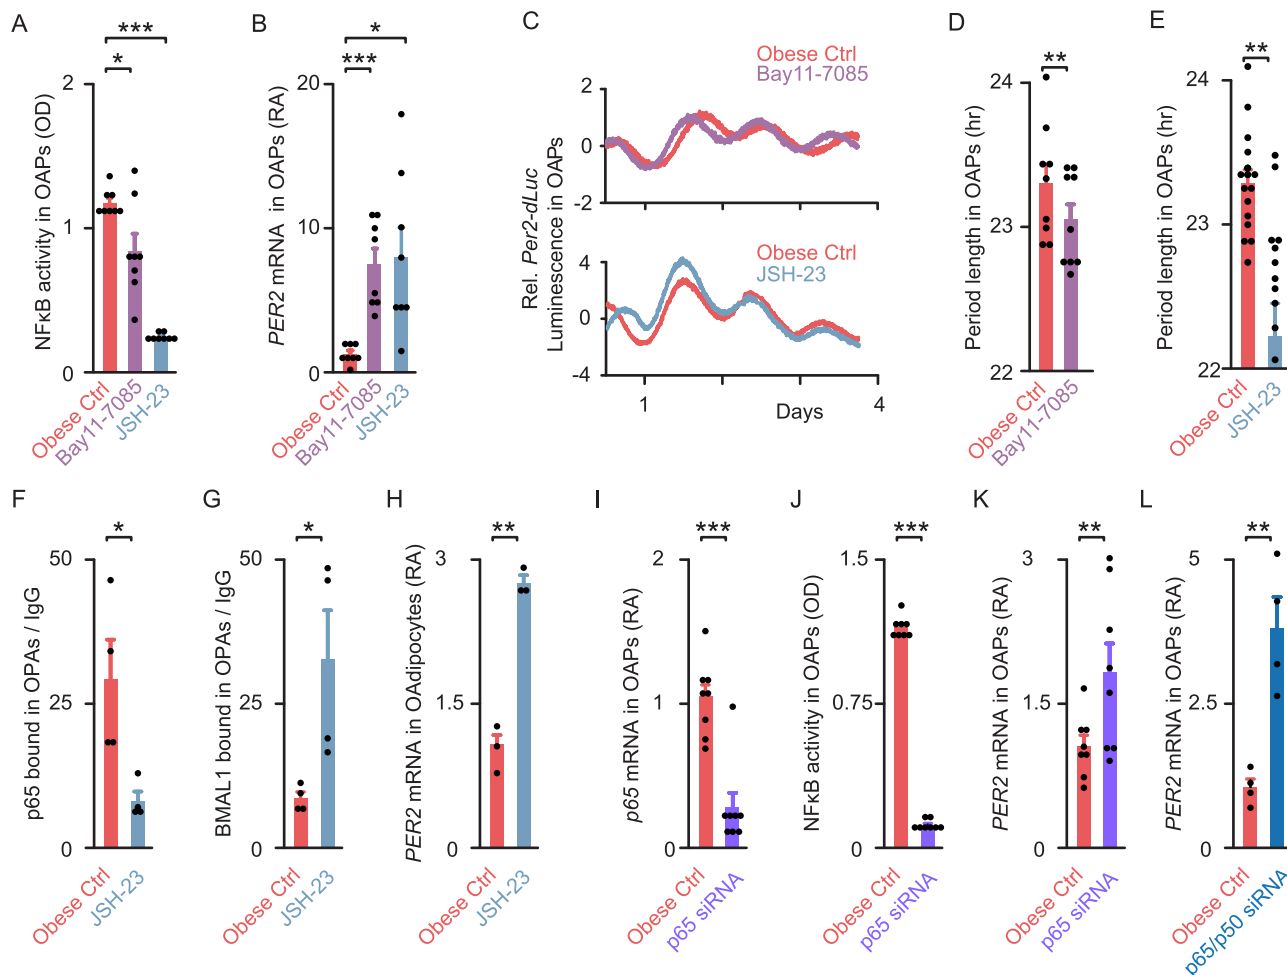 A
***
*
NFκB activity in OAPs (OD)
2
1
0
Obese Ctrl
Bay11-7085
JSH-23
B
*
***
PER2 mRNA in OAPs (RA)
20
10
0
Obese Ctrl
Bay11-7085
JSH-23
C
Rel. Per2-dLuc
Luminescence in OAPs
Obese Ctrl
Bay11-7085
2
0
-2
Obese Ctrl
JSH-23
4
0
-4
1
Days
4
D
**
Period length in OAPs (hr)
24
23
22
Obese Ctrl
Bay11-7085
E
**
Period length in OAPs (hr)
24
23
22
Obese Ctrl
JSH-23
F
*
p65 bound in OPAs / IgG
50
25
0
Obese Ctrl
JSH-23
G
*
BMAL1 bound in OPAs / IgG
50
25
0
Obese Ctrl
JSH-23
H
**
PER2 mRNA in OAdipocytes (RA)
3
1.5
0
Obese Ctrl
JSH-23
I
***
p65 mRNA in OAPs (RA)
2
1
0
Obese Ctrl
p65 siRNA
J
***
NFκB activity in OAPs (OD)
1.5
0.75
0
Obese Ctrl
p65 siRNA
K
**
PER2 mRNA in OAPs (RA)
3
1.5
0
Obese Ctrl
p65 siRNA
L
**
PER2 mRNA in OAPs (RA)
5
2.5
0
Obese Ctrl
p65/p50 siRNA